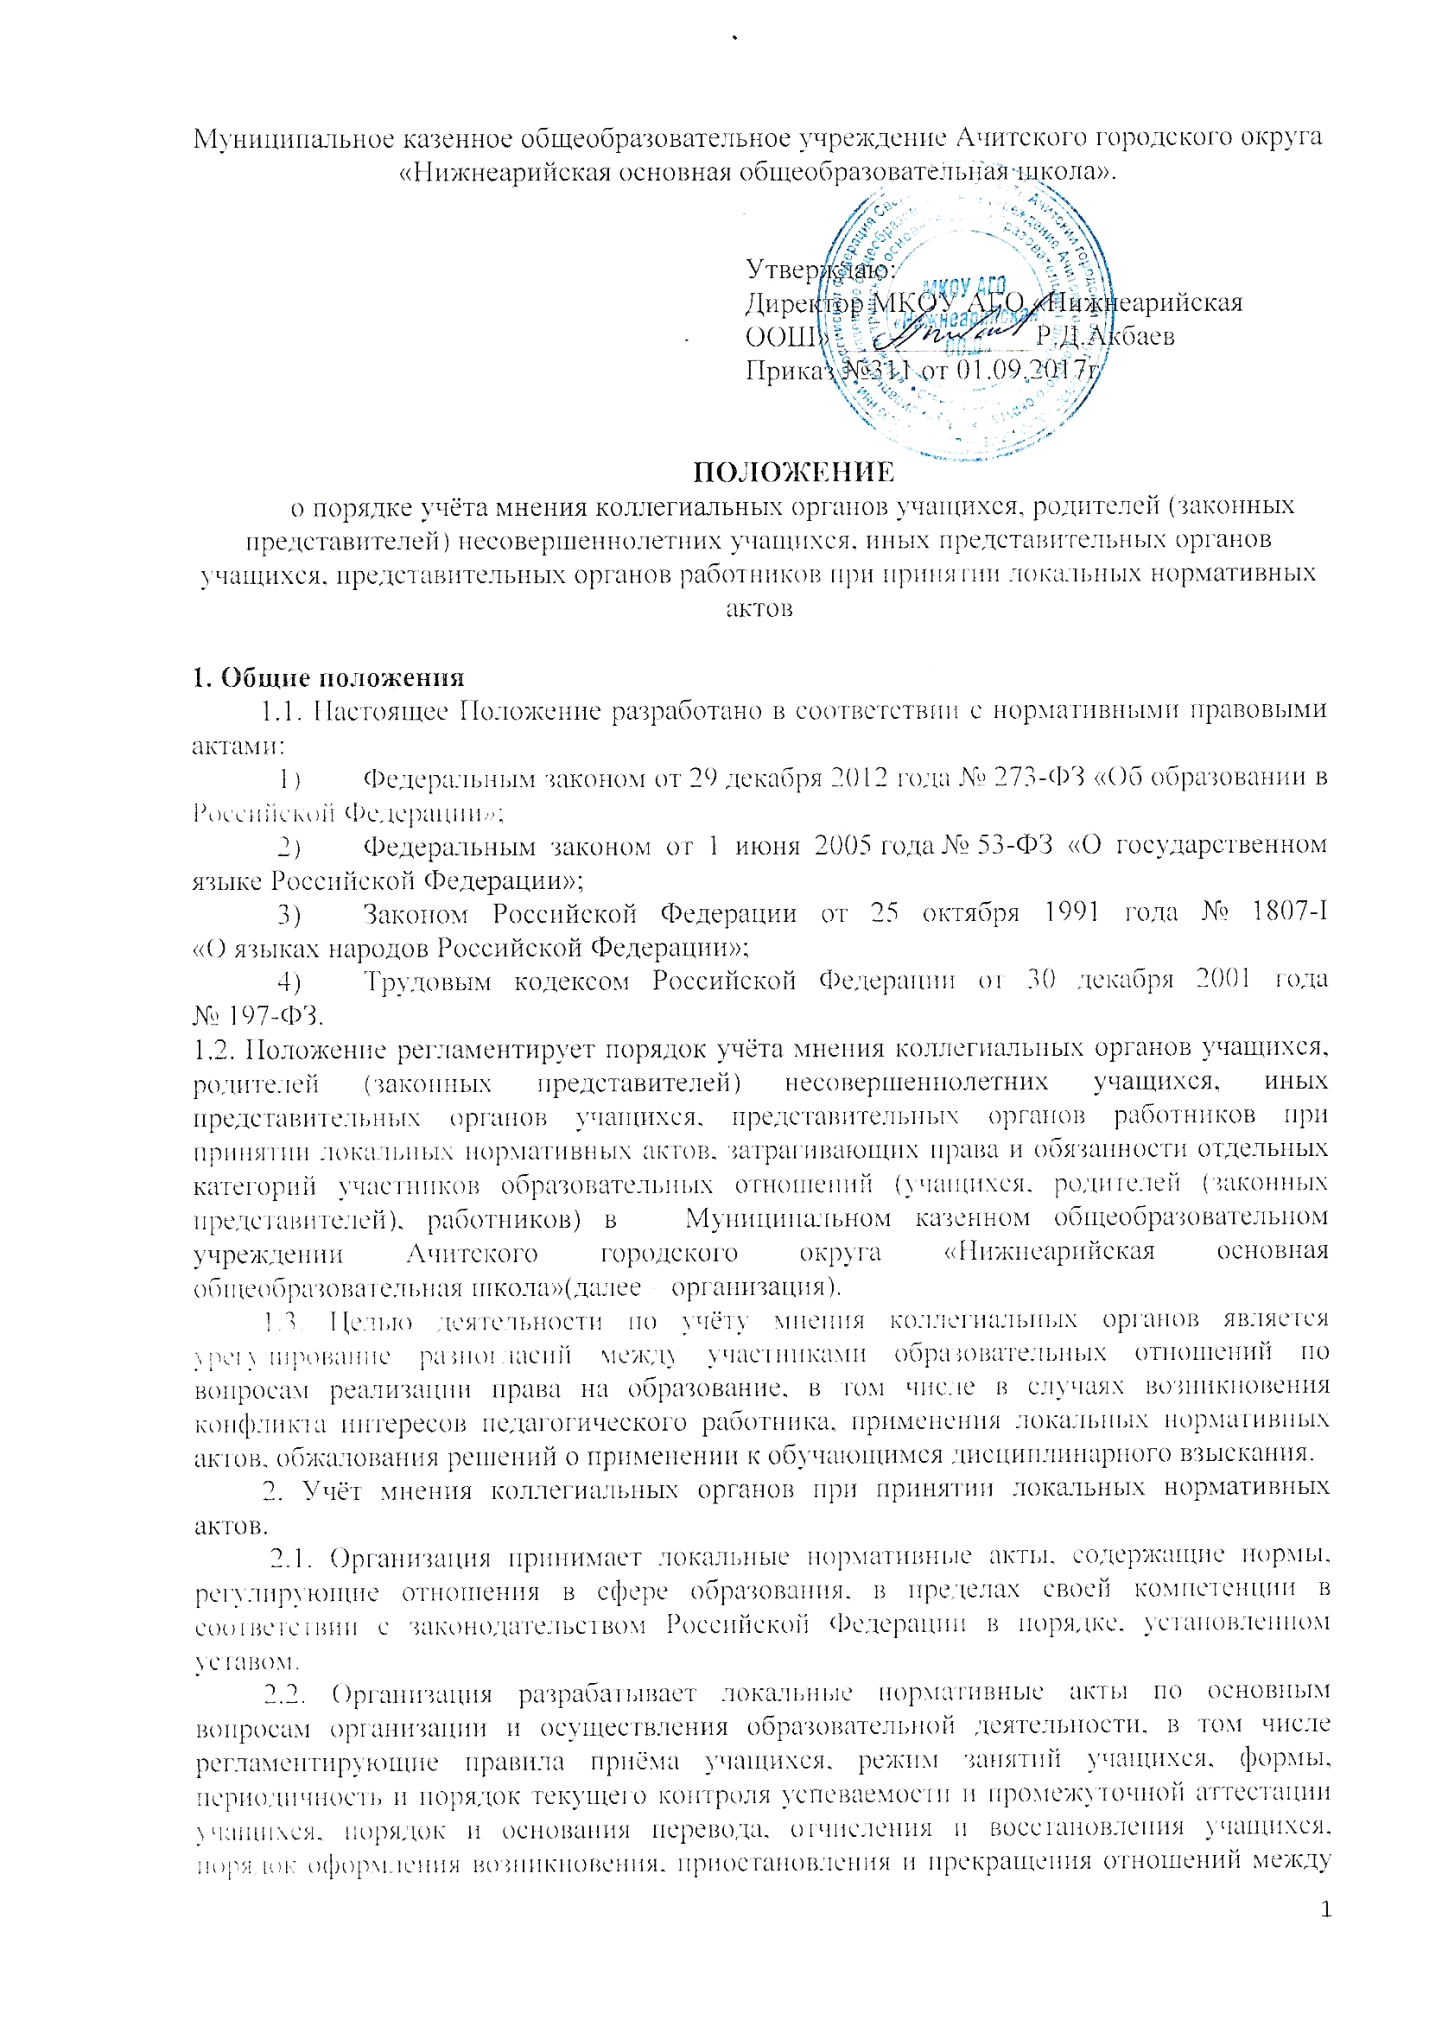 Муниципальное казенное общеобразовательное учреждение Ачитского городского округа
«Нижнеарийская основная общеобразовательная школа».
Утверждаю:
Директор МКОУ АГО «Нижнеарийская
ООШ» Р.Д.Акбаев
Приказ №311 от 01.09.2017г
МКОУ АГО
«Нижнеарийская
ПОЛОЖЕНИЕ
о порядке учёта мнения коллегиальных органов учащихся, родителей (законных
представителей) несовершеннолетних учащихся, иных представительных органов
учащихся, представительных органов работников при принятии локальных нормативных
актов
1. Общие положения
1.1. Настоящее Положение разработано в соответствии с нормативными правовыми
актами:
1) Федеральным законом от 29 декабря 2012 года № 273-ФЗ «Об образовании в
Российской Федерации»;
2) Федеральным законом от 1 июня 2005 года № 53-ФЗ «О государственном
языке Российской Федерации»;
3) Законом Российской Федерации от 25 октября 1991 года № 1807-I
«О языках народов Российской Федерации»;
4) Трудовым кодексом Российской Федерации от 30 декабря 2001 года
№ 197-ФЗ.
1.2. Положение регламентирует порядок учёта мнения коллегиальных органов учащихся,
родителей (законных представителей) несовершеннолетних учащихся, иных
представительных органов учащихся, представительных органов работников при
принятии локальных нормативных актов, затрагивающих права и обязанности отдельных
категорий участников образовательных отношений (учащихся, родителей (законных
представителей), работников) в Муниципальном казенном общеобразовательном
учреждении Ачитского городского округа «Нижнеарийская основная
общеобразовательная школа»(далее организация).
1.3 Целью деятельности по учёту мнения коллегиальных органов является
урегулирование разногласий между участниками образовательных отношений по
вопросам реализации права на образование, в том числе в случаях возникновения
конфликта интересов педагогического работника, применения локальных нормативных
актов, обжалования решений о применении к обучающимся дисциплинарного взыскания.
2. Учёт мнения коллегиальных органов при принятии локальных нормативных
актов.
2.1. Организация принимает локальные нормативные акты, содержащие нормы,
регулирующие отношения в сфере образования, в пределах своей компетенции в
соответствии с законодательством Российской Федерации в порядке, установленном
уставом.
2.2. Организация разрабатывает локальные нормативные акты по основным
вопросам организации и осуществления образовательной деятельности, в том числе
регламентирующие правила приёма учащихся, режим занятий учащихся, формы,
периодичность и порядок текущего контроля успеваемости и промежуточной аттестации
учащихся, порядок и основания перевода, отчисления и восстановления учащихся,
порядок оформления возникновения, приостановления и прекращения отношений между
1